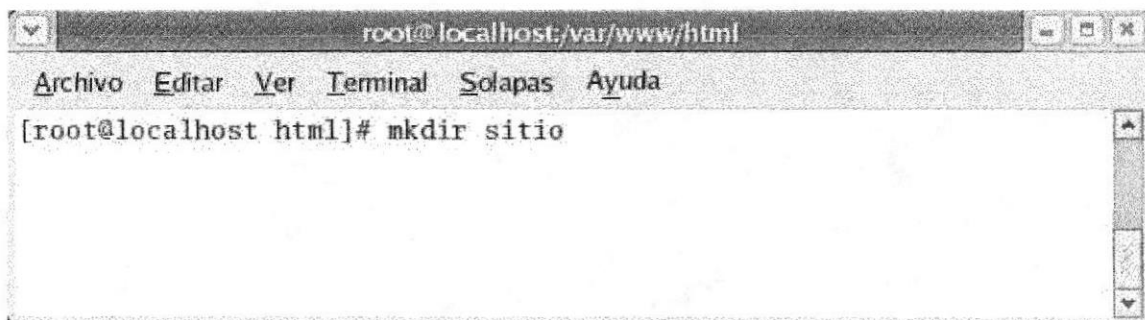 root@localhost:/var/www/html
Archivo Editar Ver Terminal Solapas Ayuda
[root@localhost html]# mkdir sitio